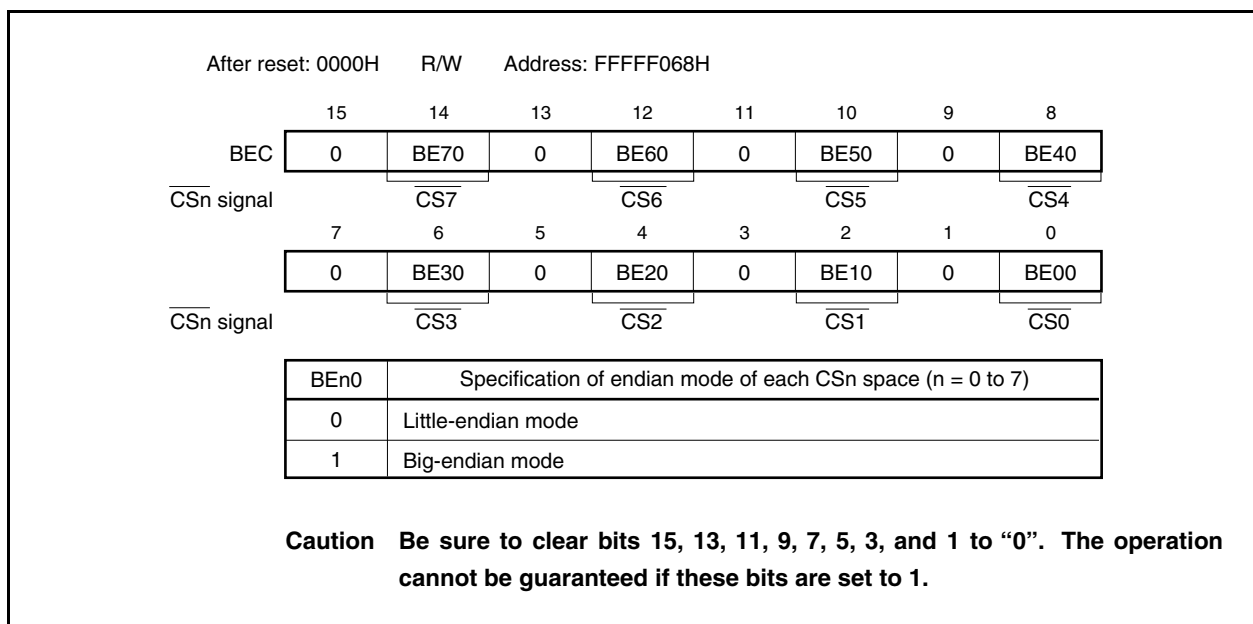 After reset: 0000H R/W Address: FFFFF068H
15 14 13 12 11 10 9 8
BEC 0 BE70 0 BE60 0 BE50 0 BE40
CSn signal CS7 CS6 CS5 CS4
7 6 5 4 3 2 1 0
0 BE30 0 BE20 0 BE10 0 BE00
CSn signal CS3 CS2 CS1 CS0
BEn0 Specification of endian mode of each CSn space (n = 0 to 7)
0 Little-endian mode
1 Big-endian mode
Caution Be sure to clear bits 15, 13, 11, 9, 7, 5, 3, and 1 to “0”. The operation
cannot be guaranteed if these bits are set to 1.